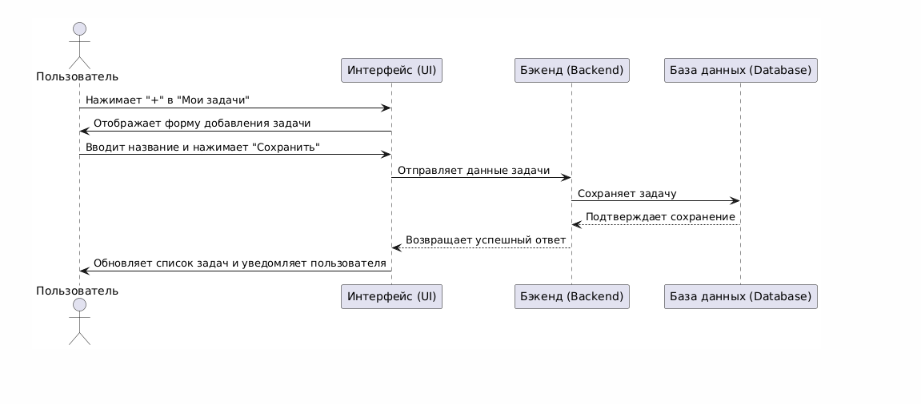 Пользователь
Интерфейс (UI)
Бэкенд (Backend)
База данных (Database)
Нажимает "+" в "Мои задачи"
Отображает форму добавления задачи
Вводит название и нажимает "Сохранить"
Отправляет данные задачи
Сохраняет задачу
Подтверждает сохранение
Возвращает успешный ответ
Обновляет список задач и уведомляет пользователя
Пользователь
Интерфейс (UI)
Бэкенд (Backend)
База данных (Database)